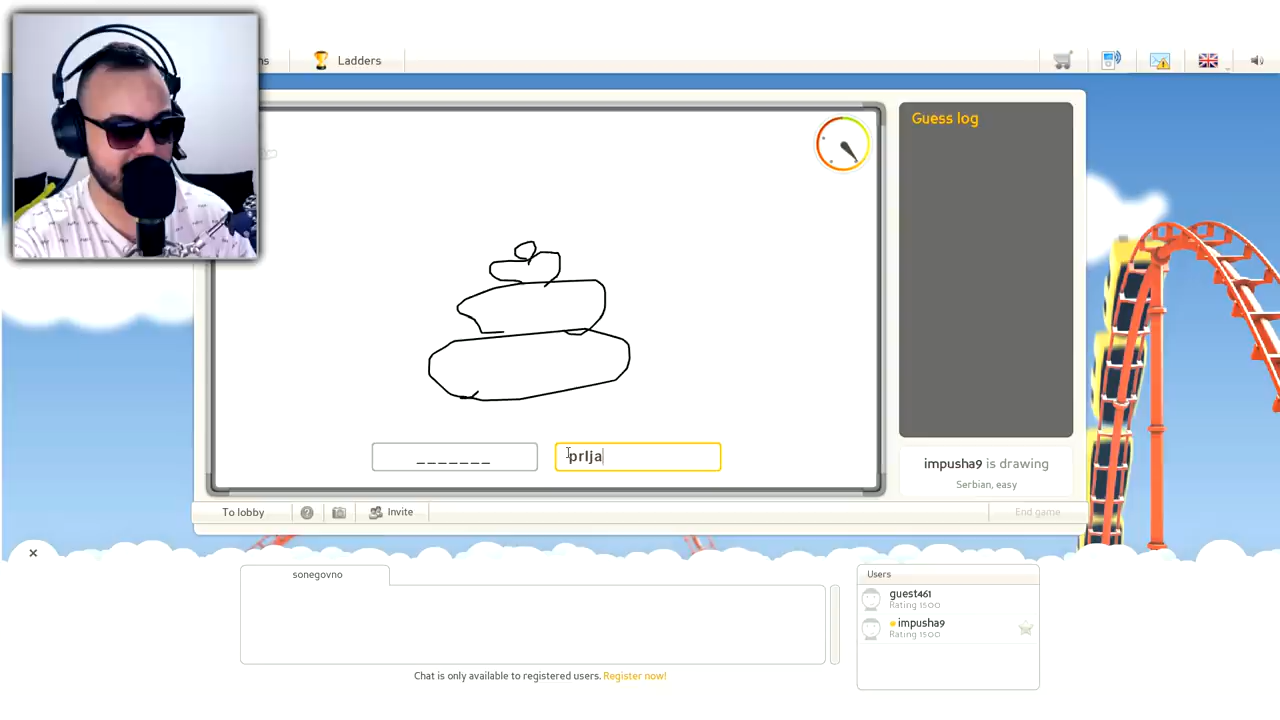 ns
Ladders
Guess log
_ _ _ _ _ _ _
prlja
impusha9 is drawing
Serbian, easy
To lobby
Invite
End game
sonegovno
Users
guest461
Rating 1500
impusha9
Rating 1500
Chat is only available to registered users. Register now!